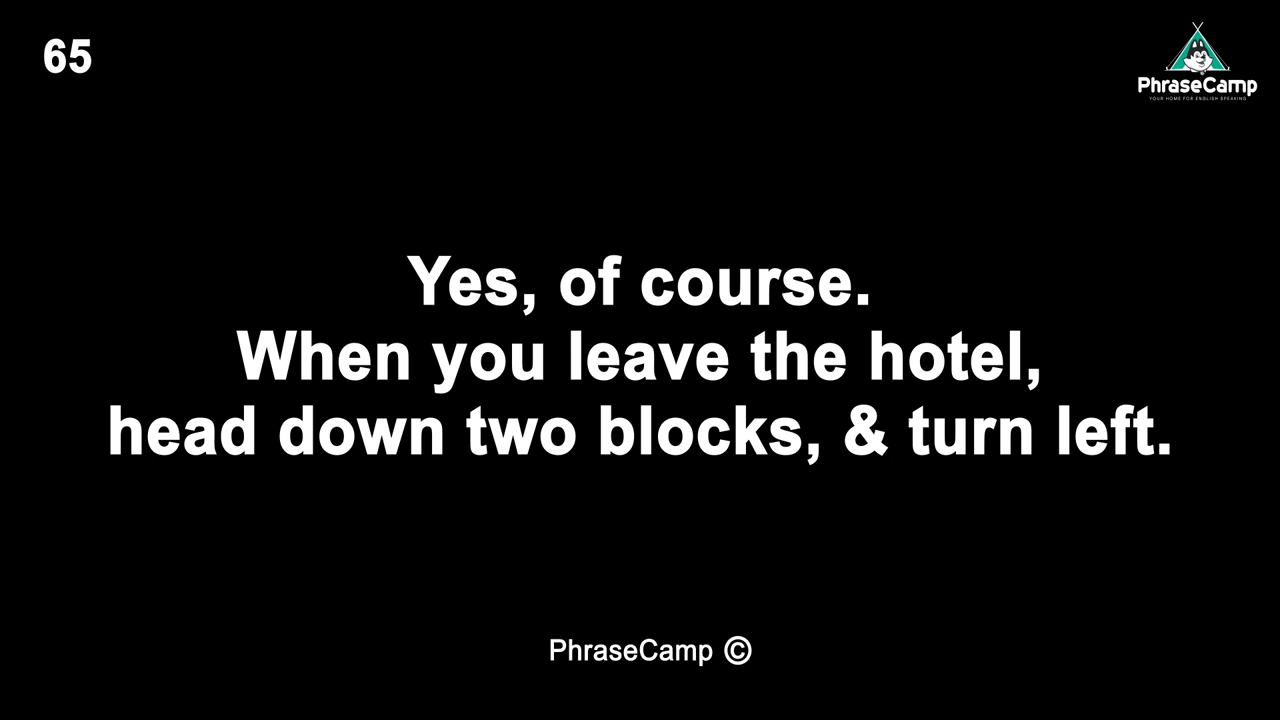 65
PhraseCamp
YOUR HOME FOR ENGLISH SPEAKING
Yes, of course.
When you leave the hotel,
head down two blocks, & turn left.
PhraseCamp ©